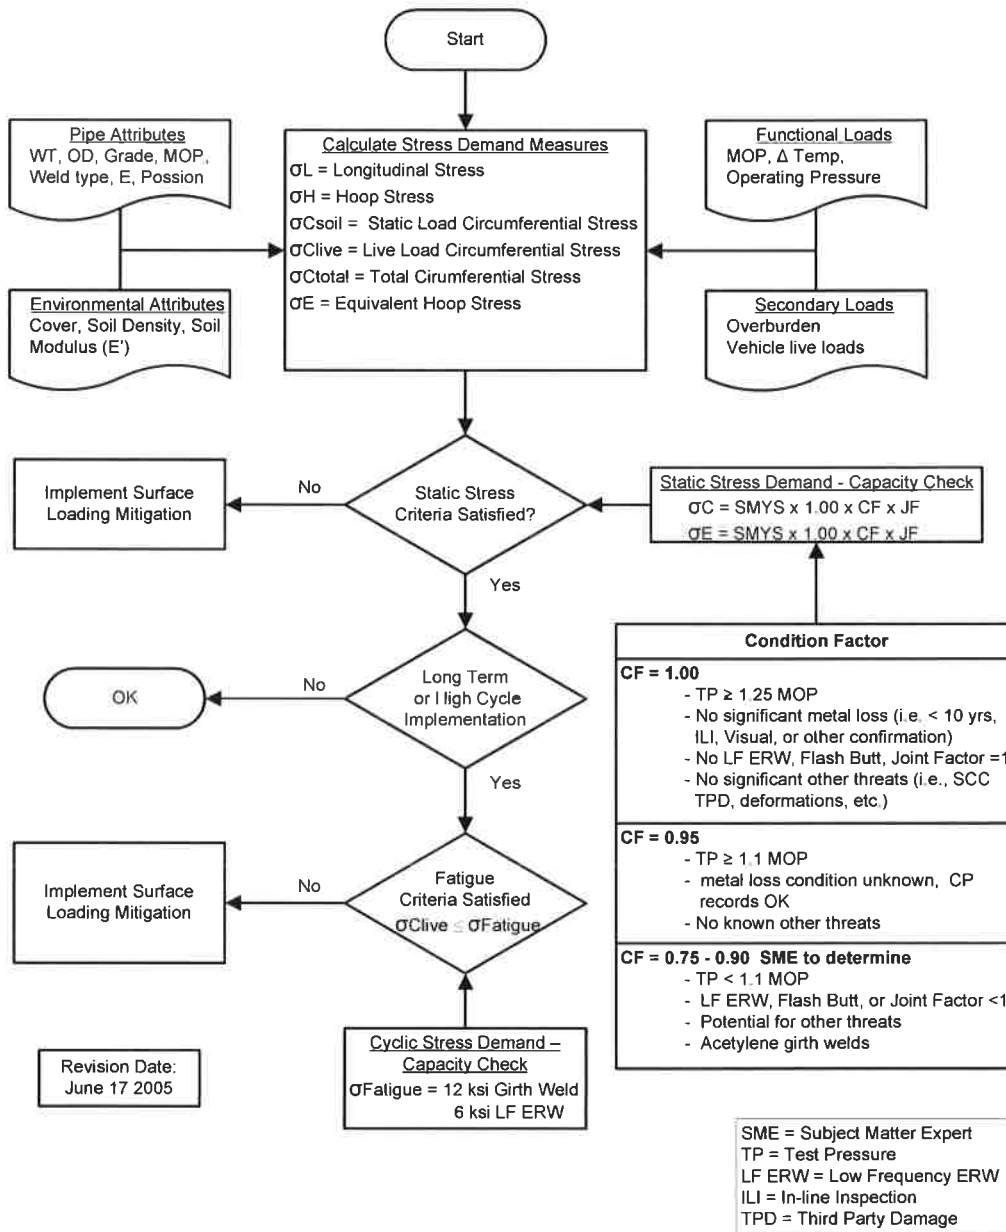 Start
Pipe Attributes
WT, OD, Grade, MOP,
Weld type, E, Possion
Environmental Attributes
Cover, Soil Density, Soil
Modulus (E')
Calculate Stress Demand Measures
σL = Longitudinal Stress
σH = Hoop Stress
σCsoil = Static Load Circumferential Stress
σClive = Live Load Circumferential Stress
σCtotal = Total Cirumferential Stress
σE = Equivalent Hoop Stress
Functional Loads
MOP, Δ Temp,
Operating Pressure
Secondary Loads
Overburden
Vehicle live loads
Implement Surface
Loading Mitigation
No
Static Stress
Criteria Satisfied?
Static Stress Demand - Capacity Check
σC = SMYS x 1.00 x CF x JF
σE = SMYS x 1.00 x CF x JF
Yes
OK
No
Long Term
or High Cycle
Implementation
Yes
Implement Surface
Loading Mitigation
No
Fatigue
Criteria Satisfied
σClive ≤ σFatigue
Cyclic Stress Demand –
Capacity Check
σFatigue = 12 ksi Girth Weld
6 ksi LF ERW
Condition Factor
CF = 1.00
- TP ≥ 1.25 MOP
- No significant metal loss (i.e. < 10 yrs,
ILI, Visual, or other confirmation)
- No LF ERW, Flash Butt, Joint Factor =1
- No significant other threats (i.e., SCC
TPD, deformations, etc.)
CF = 0.95
- TP ≥ 1.1 MOP
- metal loss condition unknown, CP
records OK
- No known other threats
CF = 0.75 - 0.90 SME to determine
- TP < 1.1 MOP
- LF ERW, Flash Butt, or Joint Factor <1
- Potential for other threats
- Acetylene girth welds
Revision Date:
June 17 2005
SME = Subject Matter Expert
TP = Test Pressure
LF ERW = Low Frequency ERW
ILI = In-line Inspection
TPD = Third Party Damage